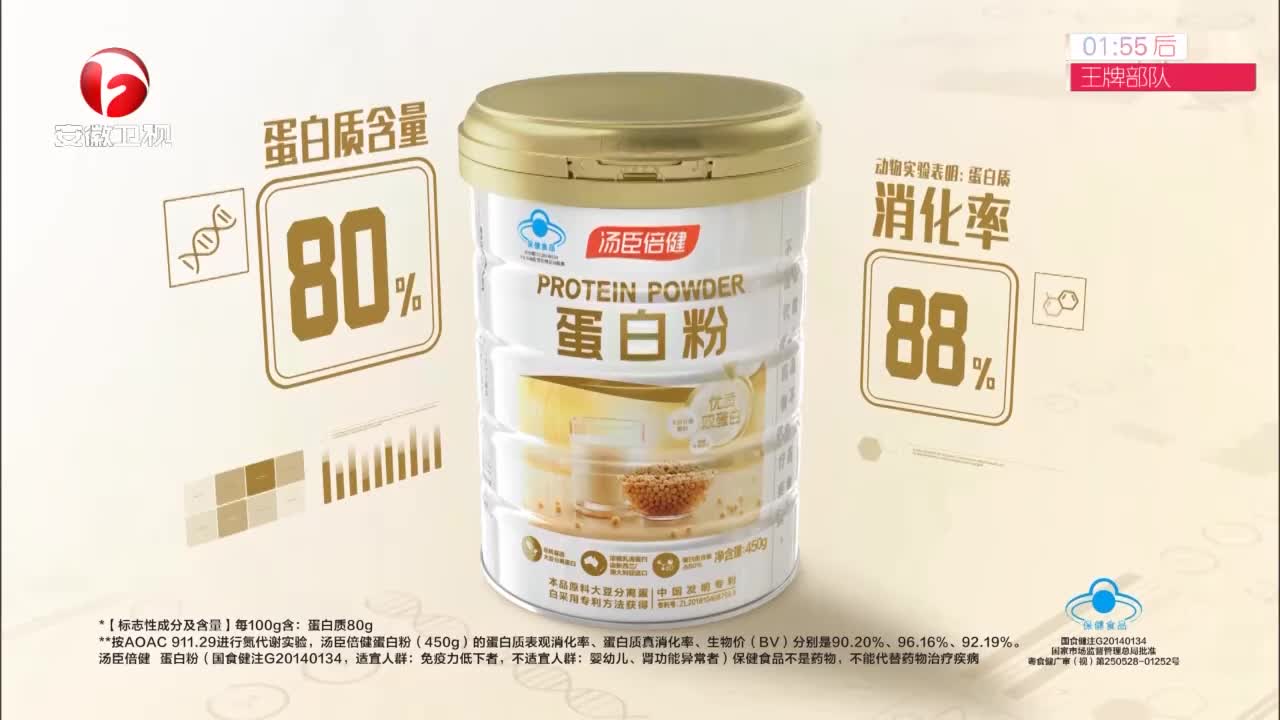 安徽卫视
01:55后
王牌部队
蛋白质含量
80%
动物实验表明：蛋白质
消化率
88%
保健食品
汤臣倍健
PROTEIN POWDER
蛋白粉
优质
双蛋白
净含量:450g
本品原料大豆分离蛋
白采用专利方法获得
中国发明专利
*【标志性成分及含量】每100g含：蛋白质80g
**按AOAC 911.29进行氮代谢实验，汤臣倍健蛋白粉（450g）的蛋白质表观消化率、蛋白质真消化率、生物价（BV）分别是90.20%、96.16%、92.19%。
汤臣倍健 蛋白粉（国食健注G20140134，适宜人群：免疫力低下者，不适宜人群：婴幼儿、肾功能异常者）保健食品不是药物，不能代替药物治疗疾病
保健食品
国食健注G20140134
国家市场监督管理总局批准
粤食健广审（视）第250528-01252号